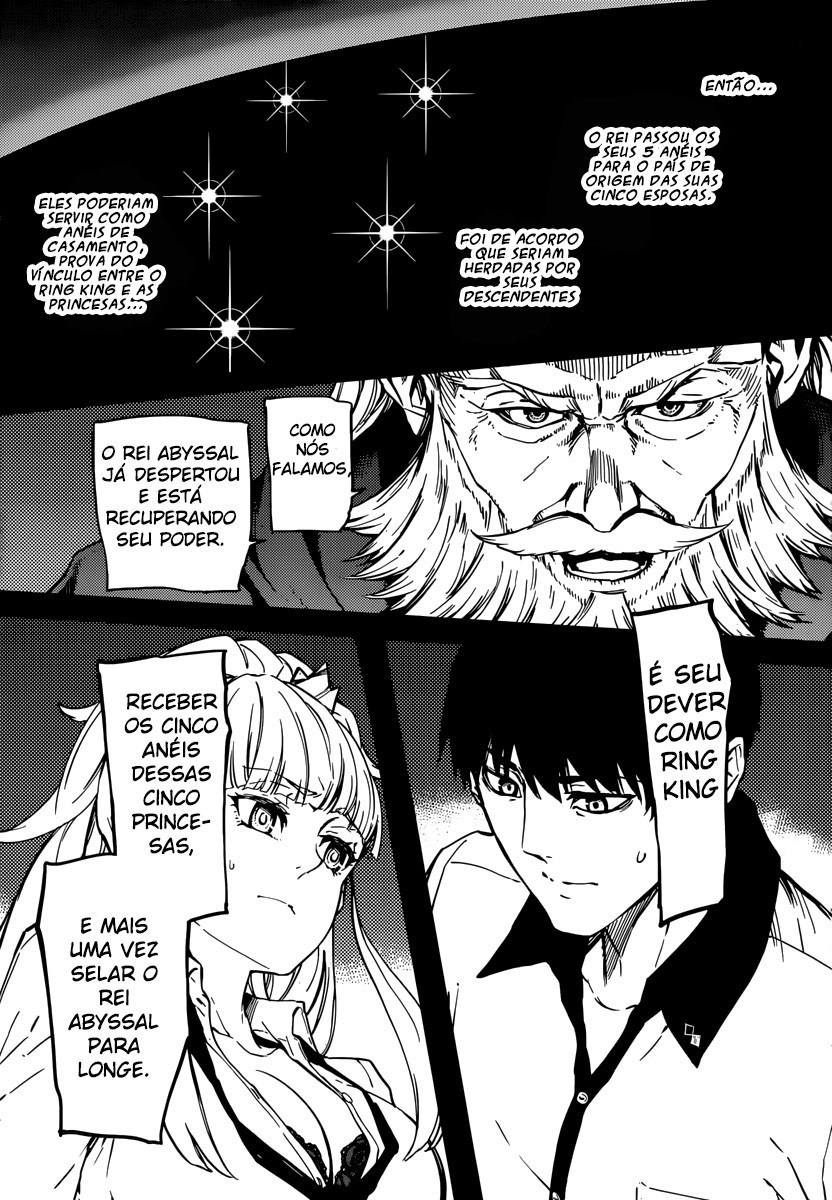 ENTÃO...
O REI PASSOU OS
SEUS 5 ANÉIS
PARA O PAÍS DE
ORIGEM DAS SUAS
CINCO ESPOSAS.
FOI DE ACORDO
QUE SERIAM
HERDADAS POR
SEUS
DESCENDENTES
ELES PODERIAM
SERVIR COMO
ANÉIS DE
CASAMENTO,
PROVA DO
VÍNCULO ENTRE O
RING KING E AS
PRINCESAS...
COMO
NÓS
FALAMOS,
O REI ABYSSAL
JÁ DESPERTOU
E ESTÁ
RECUPERANDO
SEU PODER.
É SEU
DEVER
COMO
RING
KING
RECEBER
OS CINCO
ANÉIS
DESSAS
CINCO
PRINCE-
SAS,
E MAIS
UMA VEZ
SELAR O
REI
ABYSSAL
PARA
LONGE.